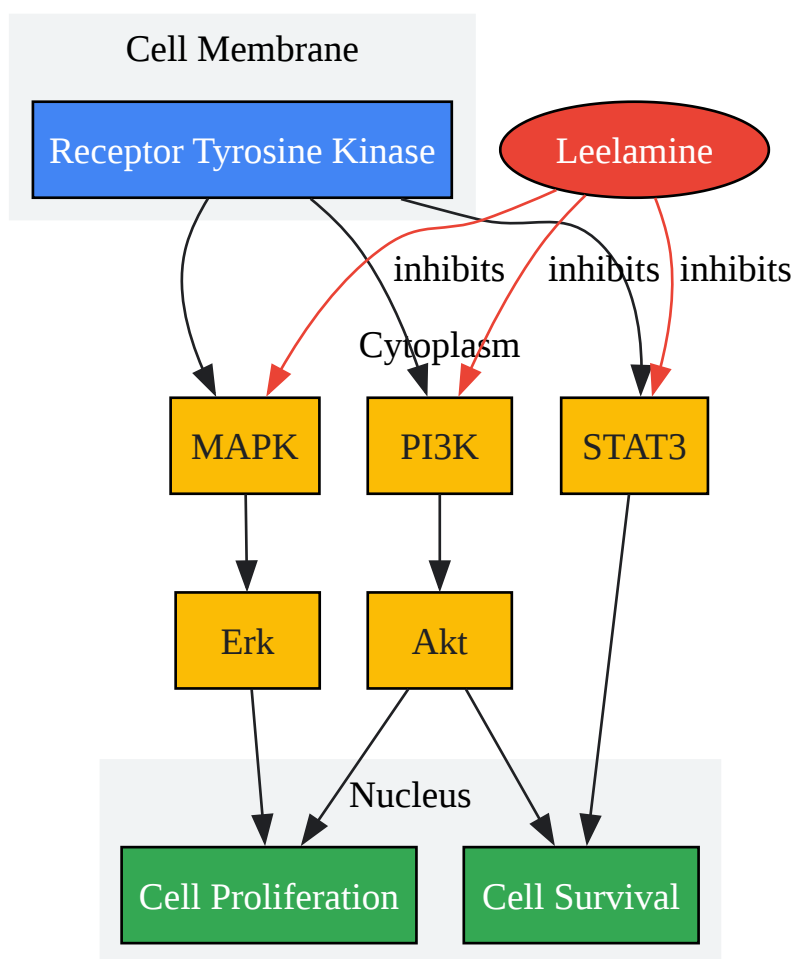 Cell Membrane
Receptor Tyrosine Kinase
Leelamine
inhibits
inhibits
inhibits
Cytoplasm
MAPK
PI3K
STAT3
Erk
Akt
Nucleus
Cell Proliferation
Cell Survival